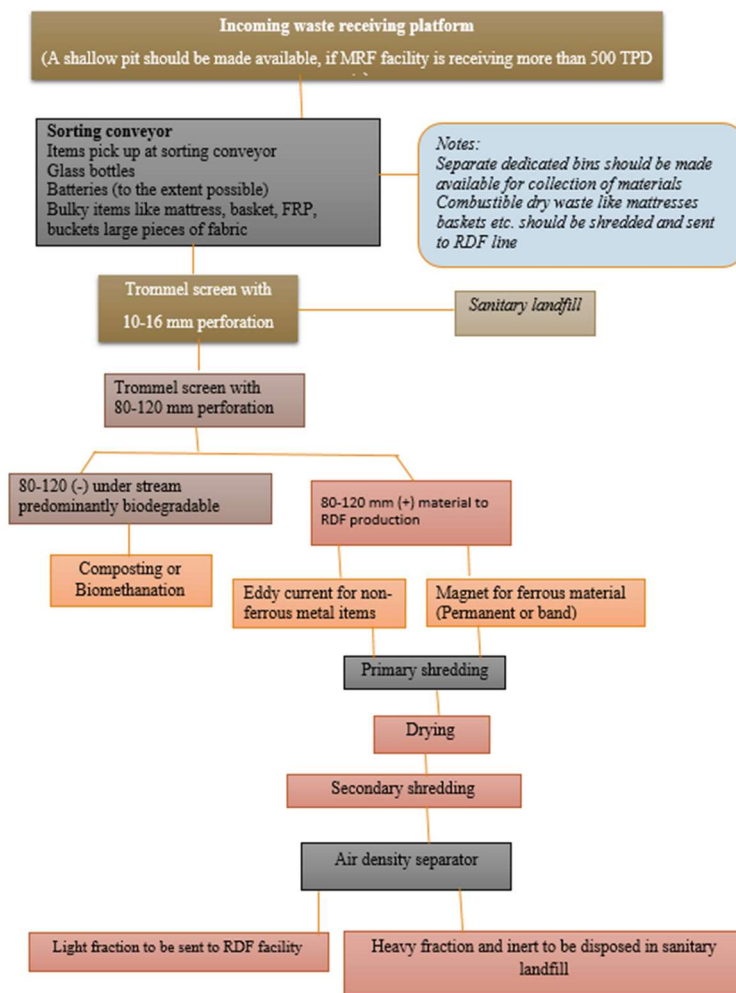 Incoming waste receiving platform
(A shallow pit should be made available, if MRF facility is receiving more than 500 TPD
Sorting conveyor
Items pick up at sorting conveyor
Glass bottles
Batteries (to the extent possible)
Bulky items like mattress, basket, FRP,
buckets large pieces of fabric
Notes:
Separate dedicated bins should be made
available for collection of materials
Combustible dry waste like mattresses
baskets etc. should be shredded and sent
to RDF line
Trommel screen with
10-16 mm perforation
Sanitary landfill
Trommel screen with
80-120 mm perforation
80-120 (-) under stream
predominantly biodegradable
80-120 mm (+) material to
RDF production
Composting or
Biomethanation
Eddy current for non-
ferrous metal items
Magnet for ferrous material
(Permanent or band)
Primary shredding
Drying
Secondary shredding
Air density separator
Light fraction to be sent to RDF facility
Heavy fraction and inert to be disposed in sanitary
landfill